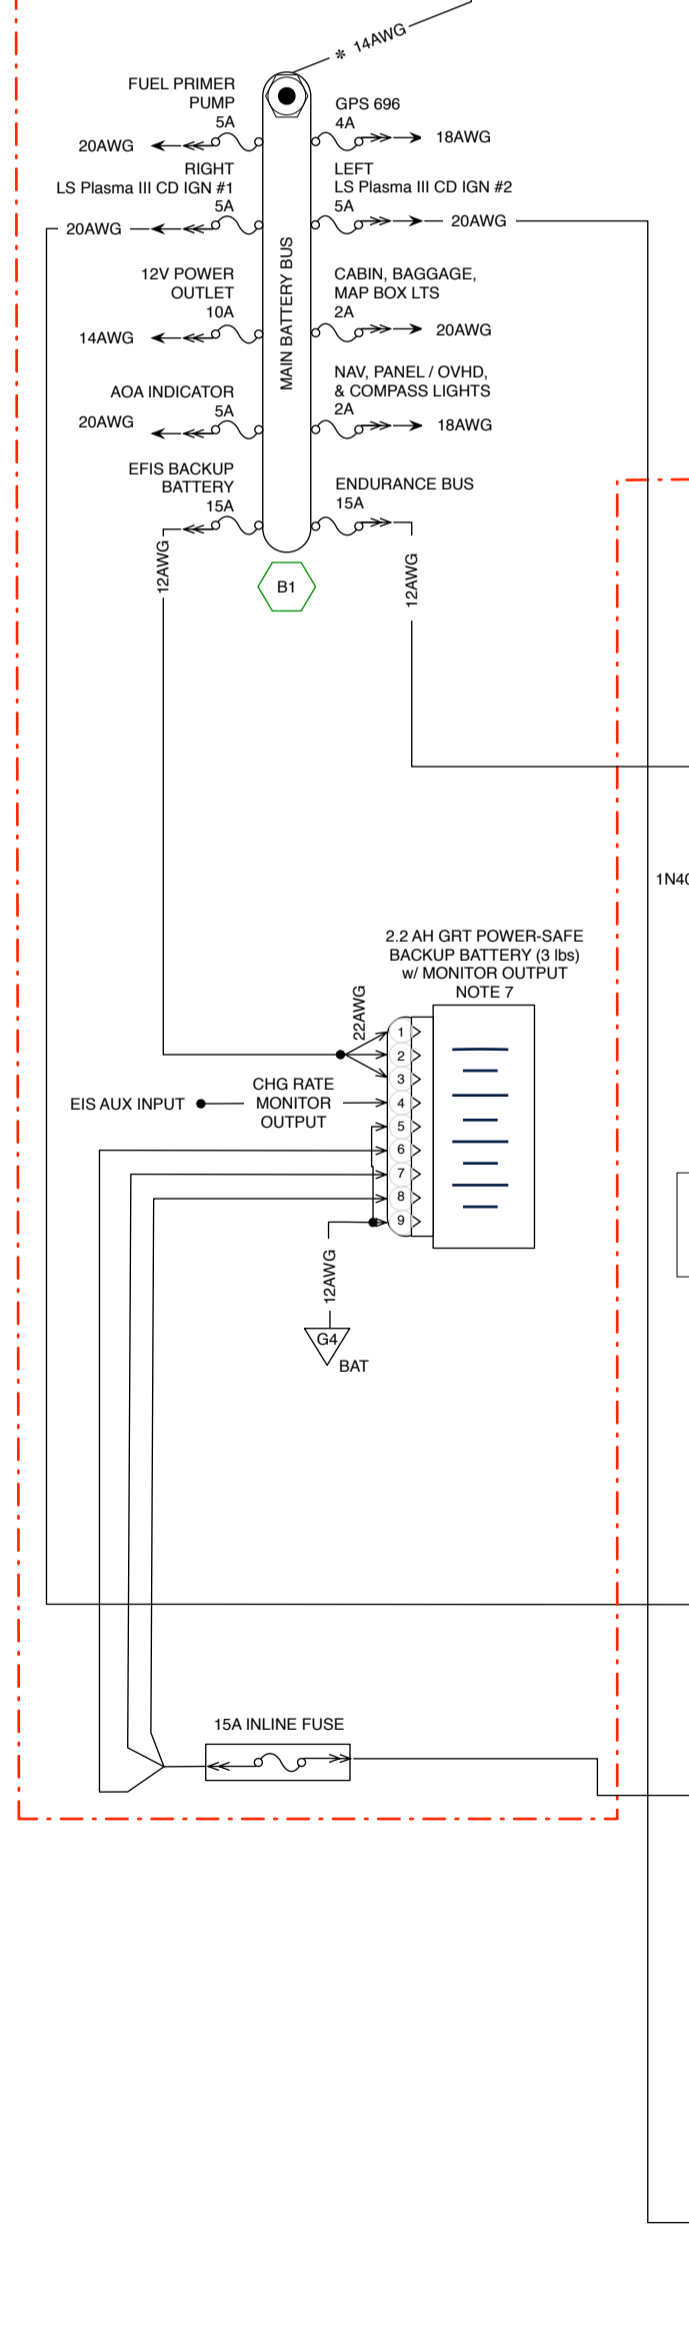 * 14AWG
FUEL PRIMER
PUMP
5A
20AWG
GPS 696
4A
18AWG
RIGHT
LS Plasma III CD IGN #1
5A
20AWG
LEFT
LS Plasma III CD IGN #2
5A
20AWG
12V POWER
OUTLET
10A
14AWG
MAIN BATTERY BUS
CABIN, BAGGAGE,
MAP BOX LTS
2A
20AWG
AOA INDICATOR
5A
20AWG
NAV, PANEL / OVHD,
& COMPASS LIGHTS
2A
18AWG
EFIS BACKUP
BATTERY
15A
12AWG
ENDURANCE BUS
15A
12AWG
B1
1N40
2.2 AH GRT POWER-SAFE
BACKUP BATTERY (3 lbs)
w/ MONITOR OUTPUT
NOTE 7
22AWG
1
2
3
4
5
6
7
8
9
EIS AUX INPUT
CHG RATE
MONITOR
OUTPUT
12AWG
G4
BAT
15A INLINE FUSE